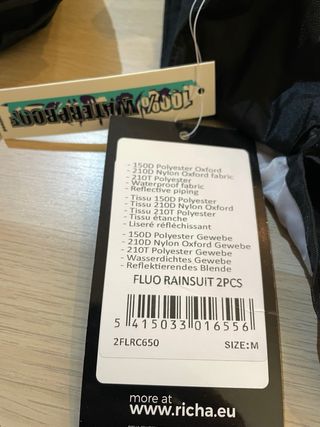 100% WATERPROOF
- 150D Polyester Oxford
- 210D Nylon Oxford fabric
- 210T Polyester
- Waterproof fabric
- Reflective piping
- Tissu 150D Polyester
- Tissu 210D Nylon Oxford
- Tissu 210T Polyester
- Tissu étanche
- Liseré réfléchissant
- 150D Polyester Gewebe
- 210D Nylon Oxford Gewebe
- 210T Polyester Gewebe
- Wasserdichtes Gewebe
- Reflektierendes Blende
FLUO RAINSUIT 2PCS
5 415033 016556
2FLRC650 SIZE:M
more at
www.richa.eu